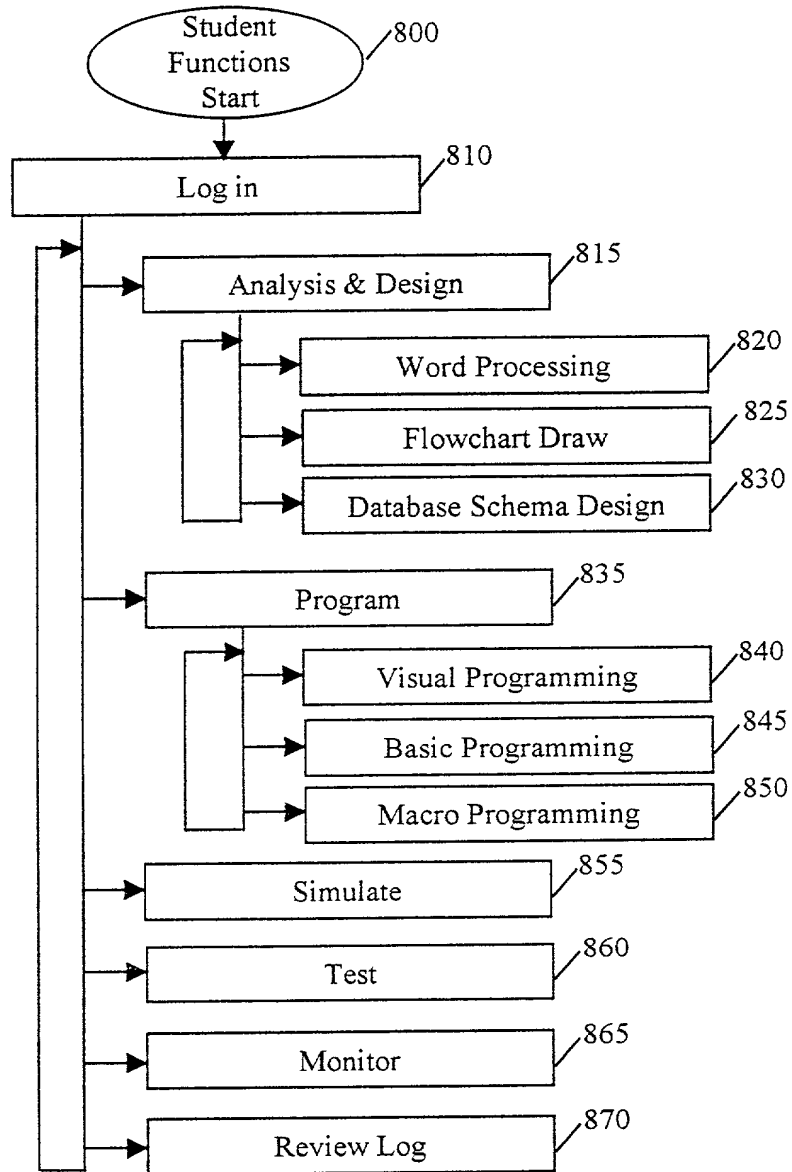 Student
Functions
Start
800
810
Log in
815
Analysis & Design
820
Word Processing
825
Flowchart Draw
830
Database Schema Design
835
Program
840
Visual Programming
845
Basic Programming
850
Macro Programming
855
Simulate
860
Test
865
Monitor
870
Review Log